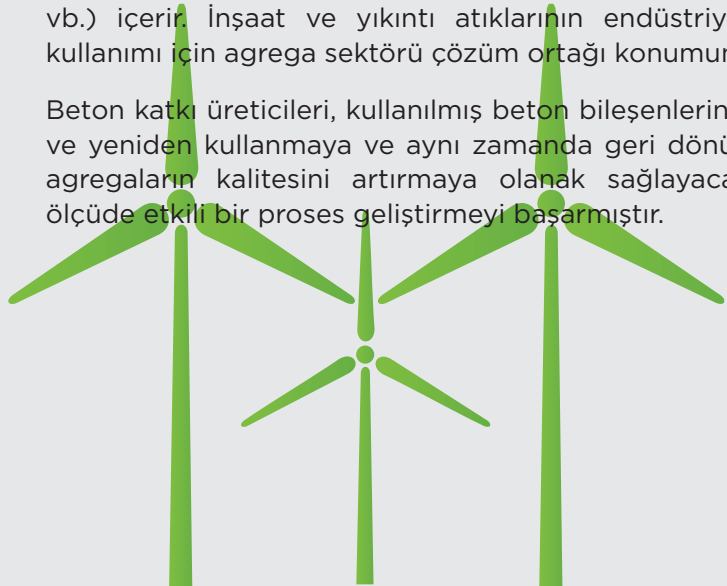 vb.) içerir. İnşaat ve yıkıntı atıklarının endüstriy
kullanımı için agrega sektörü çözüm ortağı konumur
Beton katkı üreticileri, kullanılmış beton bileşenlerin
ve yeniden kullanmaya ve aynı zamanda geri dönü
agregaların kalitesini artırmaya olanak sağlayaca
ölçüde etkili bir proses geliştirmeyi başarmıştır.